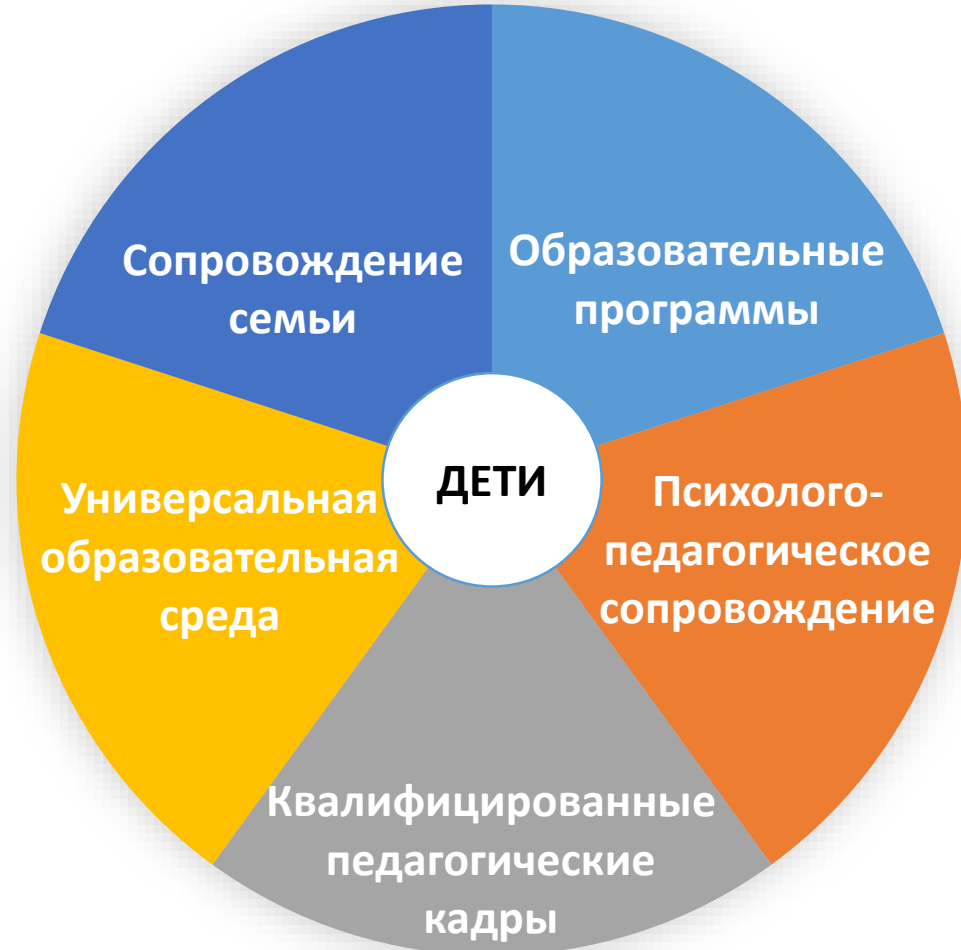 Сопровождение
семьи
Образовательные
программы
ДЕТИ
Универсальная
образовательная
среда
Психолого-
педагогическое
сопровождение
Квалифицированные
педагогические
кадры